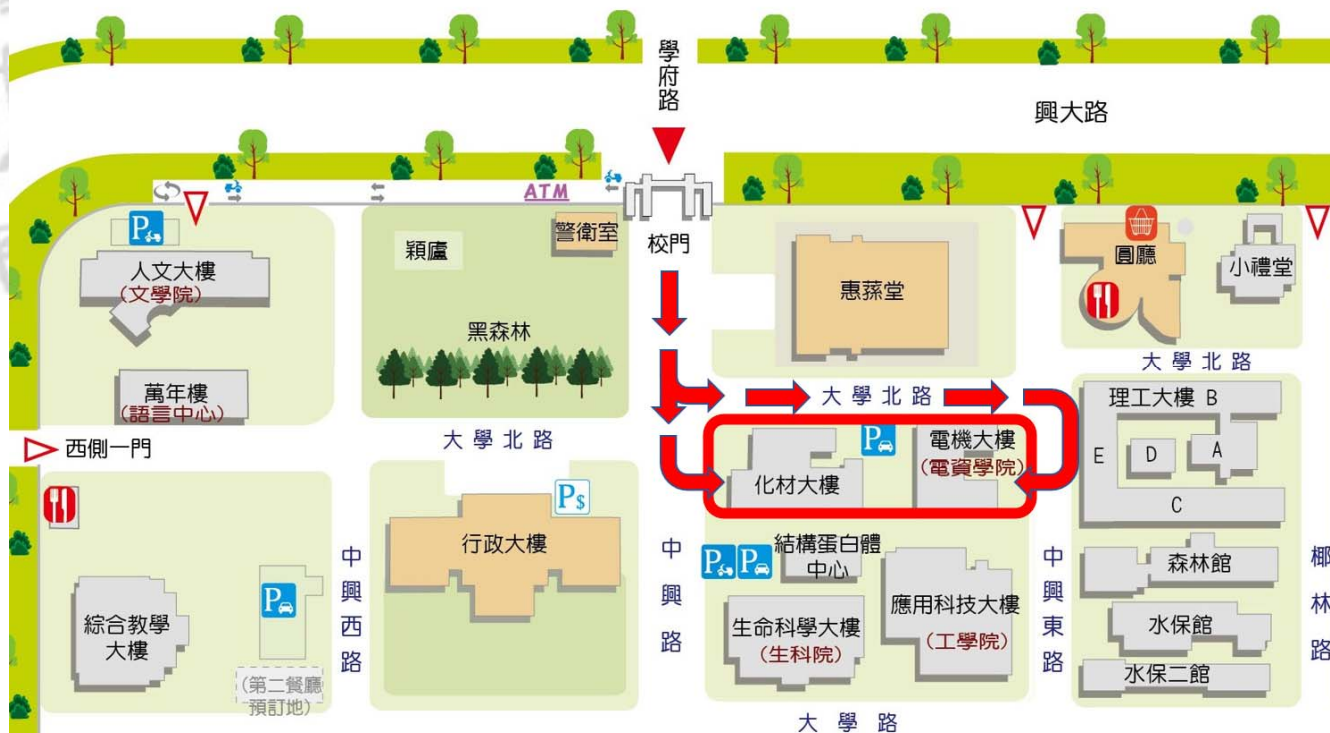 學府路
興大路
ATM
校門
警衛室
穎廬
黑森林
P
人文大樓
(文學院)
萬年樓
(語言中心)
惠蓀堂
圓廳
小禮堂
大學北路
大學北路
大學北路
西側一門
P
化材大樓
電機大樓
(電資學院)
理工大樓 B
A
D
E
C
P$
行政大樓
中興西路
中興路
中興東路
椰林路
P
綜合教學
大樓
(第二餐廳
預訂地)
P P
結構蛋白體
中心
生命科學大樓
(生科院)
應用科技大樓
(工學院)
森林館
水保館
水保二館
大學路